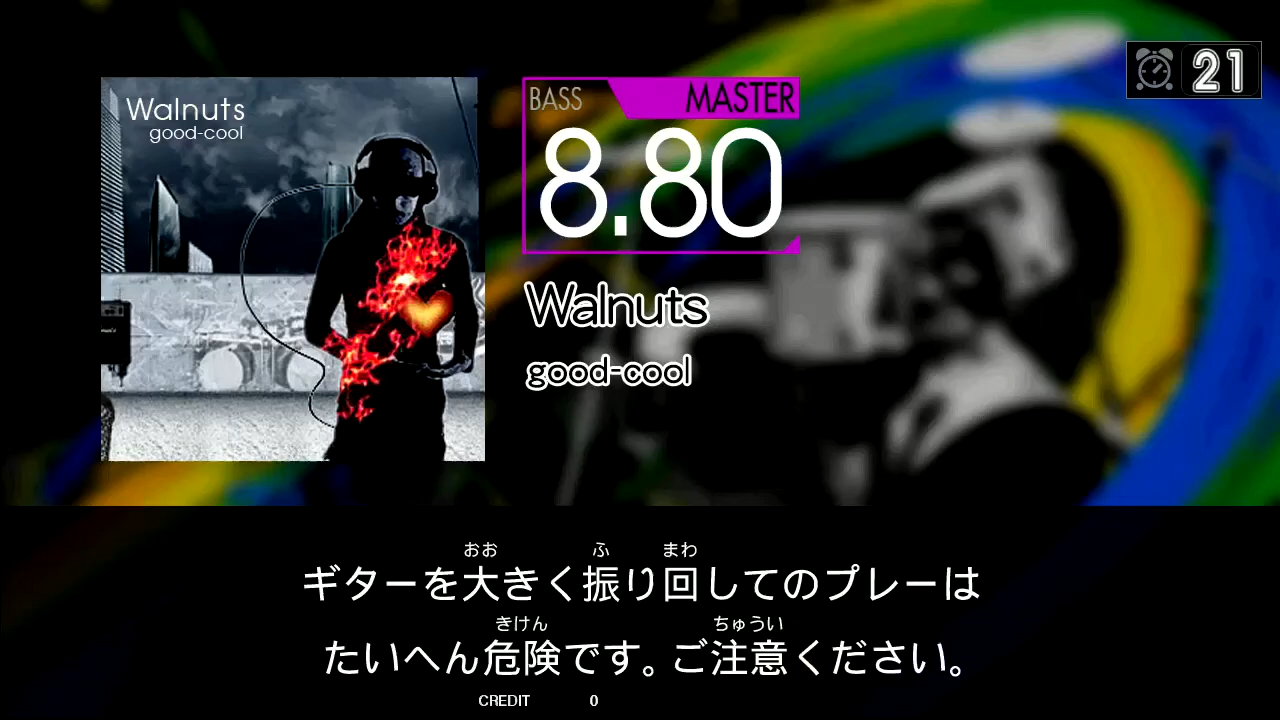 Walnuts
good-cool
BASS MASTER
8.80
21
Walnuts
good-cool
おお ふ まわ
ギターを大きく振り回してのプレーは
きけん ちゅうい
たいへん危険です。ご注意ください。
CREDIT 0